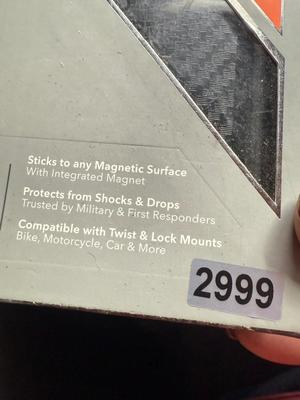 Sticks to any Magnetic Surface
With Integrated Magnet
Protects from Shocks & Drops
Trusted by Military & First Responders
Compatible with Twist & Lock Mounts
Bike, Motorcycle, Car & More
2999